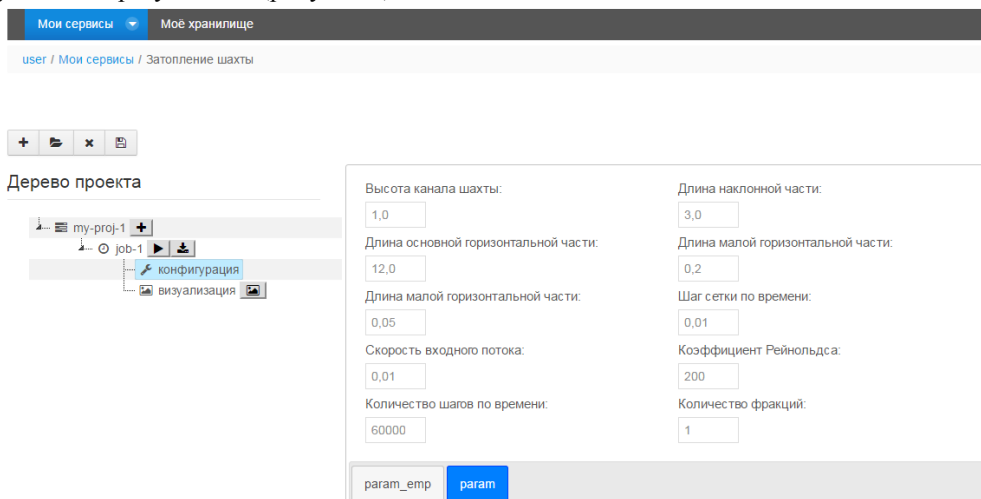 Мои сервисы Моё хранилище
user / Мои сервисы / Затопление шахты
Дерево проекта
my-proj-1
job-1
конфигурация
визуализация
Высота канала шахты: Длина наклонной части:
1,0 3,0
Длина основной горизонтальной части: Длина малой горизонтальной части:
12,0 0,2
Длина малой горизонтальной части: Шаг сетки по времени:
0,05 0,01
Скорость входного потока: Коэффициент Рейнольдса:
0,01 200
Количество шагов по времени: Количество фракций:
60000 1
param_emp param